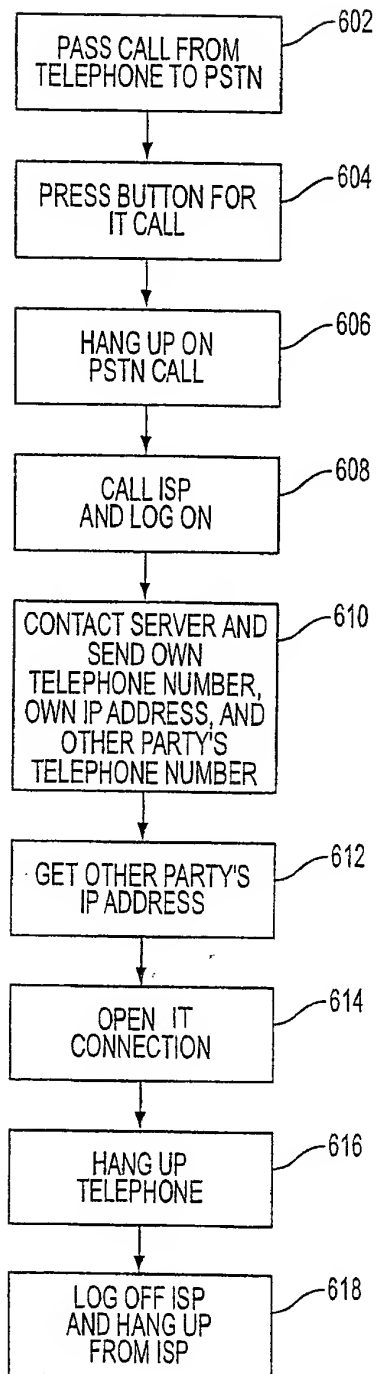 PASS CALL FROM
TELEPHONE TO PSTN
602
PRESS BUTTON FOR
IT CALL
604
HANG UP ON
PSTN CALL
606
CALL ISP
AND LOG ON
608
CONTACT SERVER AND
SEND OWN
TELEPHONE NUMBER,
OWN IP ADDRESS, AND
OTHER PARTY'S
TELEPHONE NUMBER
610
GET OTHER PARTY'S
IP ADDRESS
612
OPEN IT
CONNECTION
614
HANG UP
TELEPHONE
616
LOG OFF ISP
AND HANG UP
FROM ISP
618